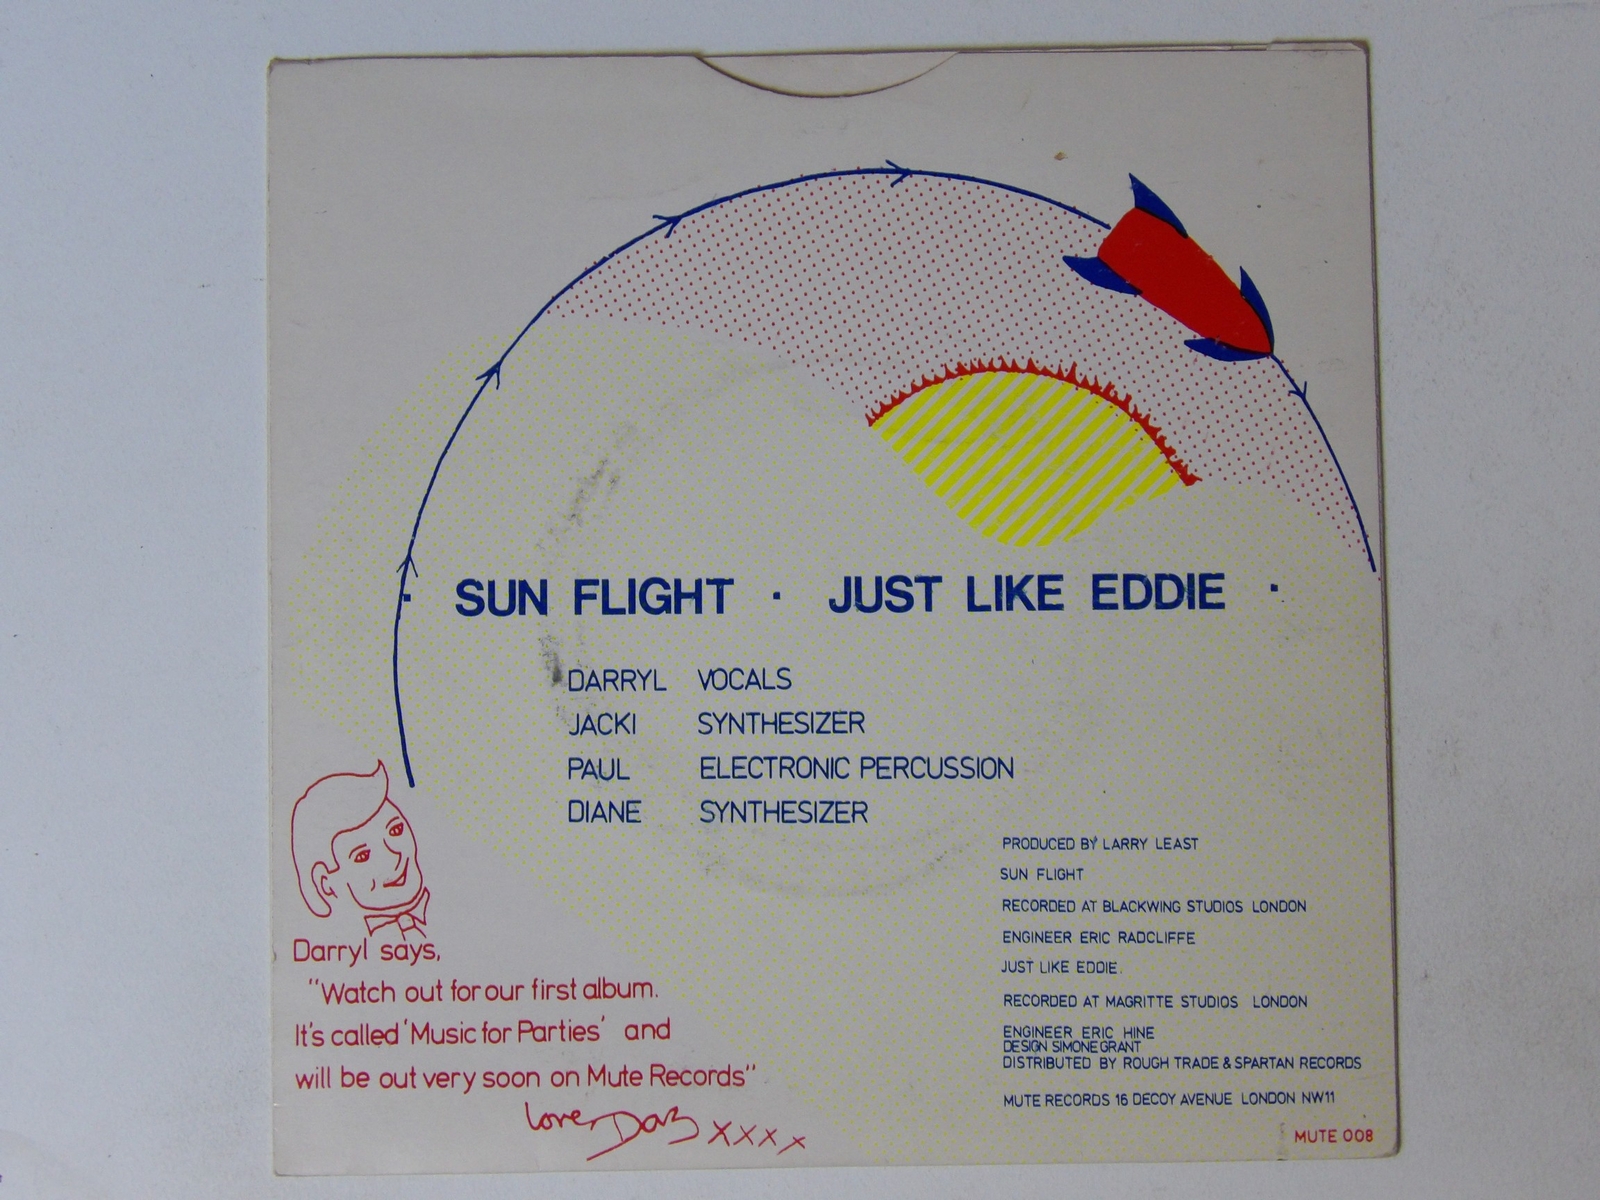 · SUN FLIGHT · JUST LIKE EDDIE ·
DARRYL VOCALS
JACKI SYNTHESIZER
PAUL ELECTRONIC PERCUSSION
DIANE SYNTHESIZER
PRODUCED BY LARRY LEAST
SUN FLIGHT
RECORDED AT BLACKWING STUDIOS LONDON
ENGINEER ERIC RADCLIFFE
JUST LIKE EDDIE.
RECORDED AT MAGRITTE STUDIOS LONDON
ENGINEER ERIC HINE
DESIGN SIMONE GRANT
DISTRIBUTED BY ROUGH TRADE & SPARTAN RECORDS
MUTE RECORDS 16 DECOY AVENUE LONDON NW11
MUTE 008
Darryl says,
"Watch out for our first album.
It's called 'Music for Parties' and
will be out very soon on Mute Records"
love Daz xxxx